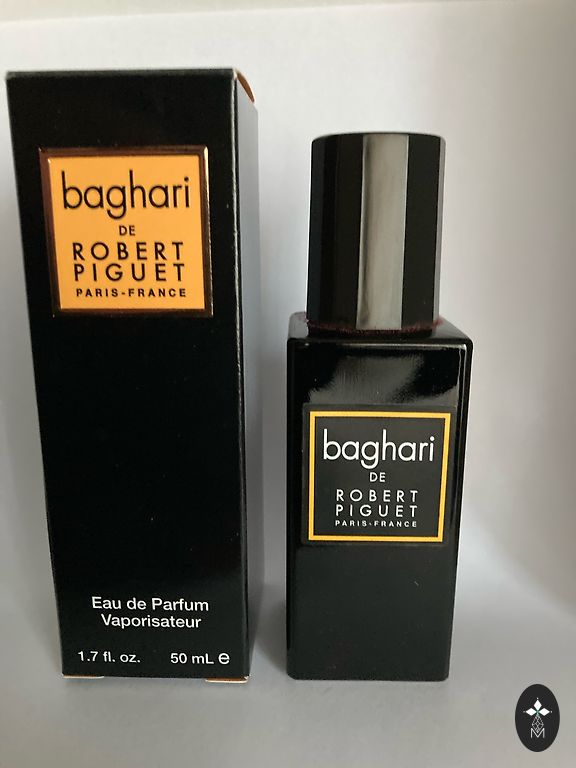 baghari
DE
ROBERT
PIGUET
PARIS-FRANCE
Eau de Parfum
Vaporisateur
1.7 fl. oz. 50 mL e
baghari
DE
ROBERT
PIGUET
PARIS-FRANCE
M